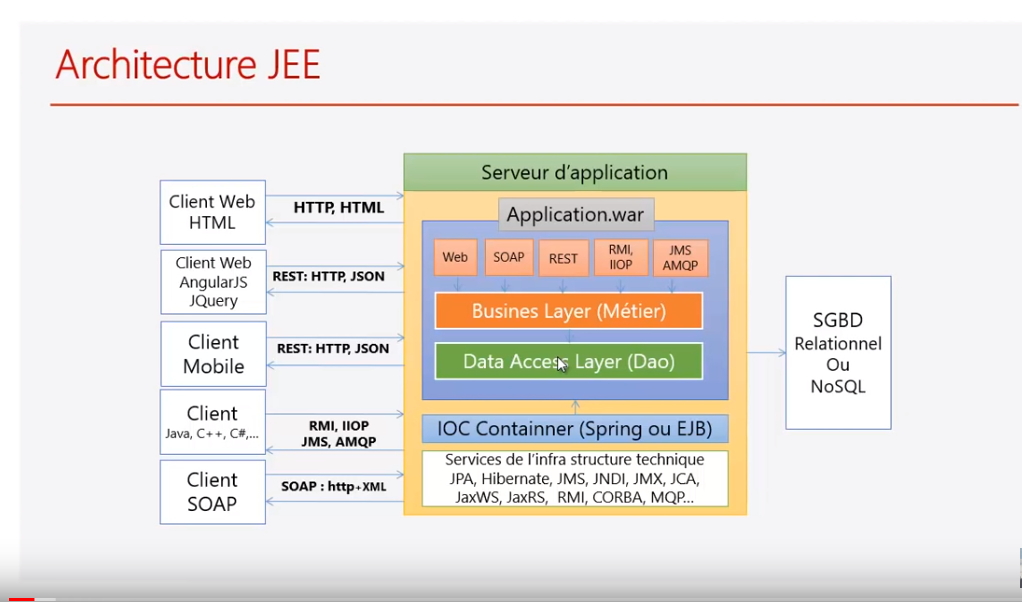 Architecture JEE
Serveur d'application
Application.war
Client Web
HTML
HTTP, HTML
Client Web
AngularJS
JQuery
REST: HTTP, JSON
Client
Mobile
REST: HTTP, JSON
Client
Java, C++, C#,...
RMI, IIOP
JMS, AMQP
Client
SOAP
SOAP : http+XML
Web
SOAP
REST
RMI,
IIOP
JMS
AMQP
Busines Layer (Métier)
Data Access Layer (Dao)
IOC Containner (Spring ou EJB)
Services de l'infra structure technique
JPA, Hibernate, JMS, JNDI, JMX, JCA,
JaxWS, JaxRS, RMI, CORBA, MQP...
SGBD
Relationnel
Ou
NoSQL